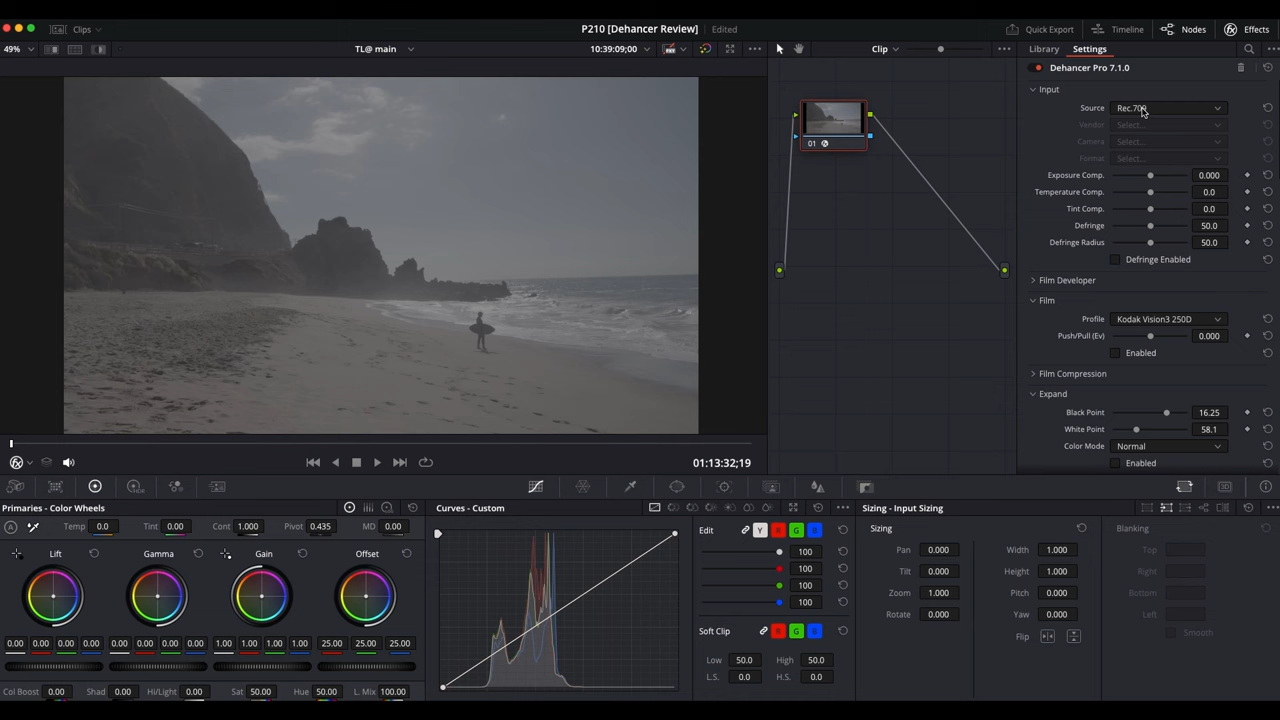 Clips
P210 [Dehancer Review] Edited
Quick Export Timeline Nodes Effects
49% TL@ main 10:39:09;00 Clip Library Settings
Dehancer Pro 7.1.0
Input
Source Rec.709
Vendor Select...
Camera Select...
Format Select...
Exposure Comp. 0.000
Temperature Comp. 0.0
Tint Comp. 0.0
Defringe 50.0
Defringe Radius 50.0
Defringe Enabled
Film Developer
Film
Profile Kodak Vision3 250D
Push/Pull (Ev) 0.000
Enabled
Film Compression
Expand
Black Point 16.25
White Point 58.1
Color Mode Normal
Enabled
01
01:13:32;19
Primaries - Color Wheels
Temp 0.0 Tint 0.00 Cont 1.000 Pivot 0.435 MD 0.00
Lift Gamma Gain Offset
0.00 0.00 0.00 0.00 0.00 0.00 0.00 0.00 1.00 1.00 1.00 1.00 25.00 25.00 25.00
Col Boost 0.00 Shad 0.00 Hi/Light 0.00 Sat 50.00 Hue 50.00 L. Mix 100.00
Curves - Custom
Edit Y R G B
100
100
100
100
Soft Clip R G B
Low 50.0 High 50.0
L.S. 0.0 H.S. 0.0
Sizing - Input Sizing
Sizing
Pan 0.000 Width 1.000
Tilt 0.000 Height 1.000
Zoom 1.000 Pitch 0.000
Rotate 0.000 Yaw 0.000
Flip
Blanking
Top
Right
Bottom
Left
Smooth